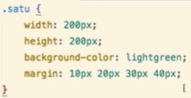 .satu {
    width: 200px;
    height: 200px;
    background-color: lightgreen;
    margin: 10px 20px 30px 40px;
}